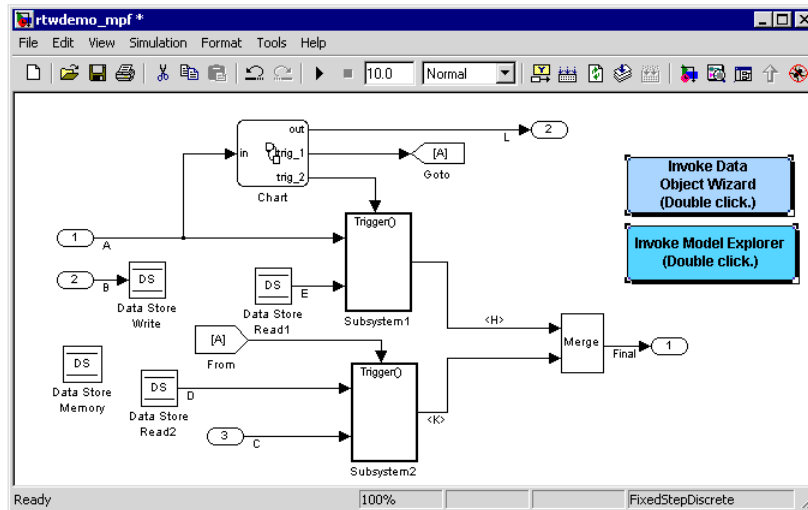 rtwdemo_mpf *
File Edit View Simulation Format Tools Help
10.0 Normal
out
in trig_1
trig_2
Chart
L
2
[A]
Goto
Invoke Data
Object Wizard
(Double click.)
Invoke Model Explorer
(Double click.)
1
A
Trigger()
2
B
DS
Data Store
Write
DS
E
Data Store
Read1
Subsystem1
<H>
[A]
From
Merge
Final
1
DS
Data Store
Memory
DS
D
Data Store
Read2
Trigger()
<K>
3
C
Subsystem2
Ready 100% FixedStepDiscrete